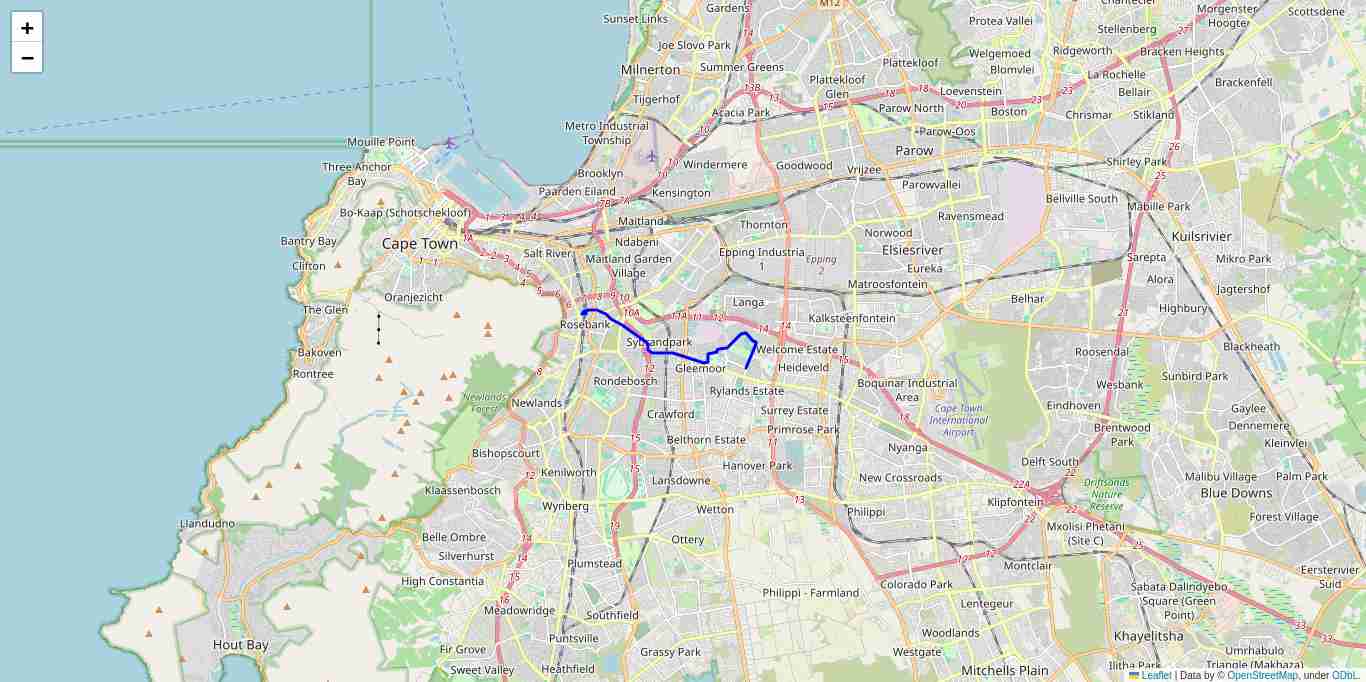 +
−
Sunset Links
Gardens
M12
Chantecler
Morgenster
Hoogte
Scottsdene
Protea Vallei
Stellenberg
Joe Slovo Park
Welgemoed
Ridgeworth
Bracken Heights
Milnerton
Summer Greens
Plattekloof
Blomvlei
La Rochelle
Plattekloof
Glen
Loevenstein
Bellair
Brackenfell
Tijgerhof
Acacia Park
Parow North
Boston
Chrismar
Stikland
Metro Industrial
Township
Parow-Oos
Mouille Point
Parow
Three Anchor
Bay
Windermere
Goodwood
Vrijzee
Shirley Park
Brooklyn
Paarden Eiland
Kensington
Parowvallei
Bellville South
Mabille Park
Bo-Kaap (Schotschekloof)
Maitland
Thornton
Ravensmead
Norwood
Kuilsrivier
Bantry Bay
Cape Town
Ndabeni
Salt River
Maitland Garden
Village
Epping Industria
1
Epping
2
Elsiesriver
Sarepta
Mikro Park
Clifton
Eureka
Matroosfontein
Alora
Jagtershof
Oranjezicht
Langa
Belhar
Highbury
The Glen
Kalksteenfontein
Rosebank
Sybrandpark
Welcome Estate
Roosendal
Blackheath
Bakoven
Rontree
Gleemoor
Heideveld
Rondebosch
Rylands Estate
Boquinar Industrial
Area
Wesbank
Sunbird Park
Newlands
Forest
Newlands
Crawford
Surrey Estate
Cape Town
International
Airport
Eindhoven
Gaylee
Primrose Park
Brentwood
Park
Dennemere
Belthorn Estate
Nyanga
Kleinvlei
Bishopscourt
Kenilworth
Hanover Park
Delft South
Klaassenbosch
Lansdowne
New Crossroads
Driftsands
Nature
Reserve
Malibu Village
Palm Park
Blue Downs
Wynberg
Wetton
Philippi
Klipfontein
Forest Village
Llandudno
Belle Ombre
Ottery
Mxolisi Phetani
(Site C)
Silverhurst
Plumstead
Montclair
Eersterivier
Suid
High Constantia
Philippi - Farmland
Colorado Park
Sabata Dalindyebo
Square (Green
Point)
Meadowridge
Southfield
Lentegeur
Hout Bay
Puntsville
Woodlands
Khayelitsha
Fir Grove
Grassy Park
Westgate
Umrhabulo
Triangle (Makhaza)
Sweet Valley
Heathfield
Mitchells Plain
Ilitha Park
Leaflet | Data by © OpenStreetMap, under ODbL.